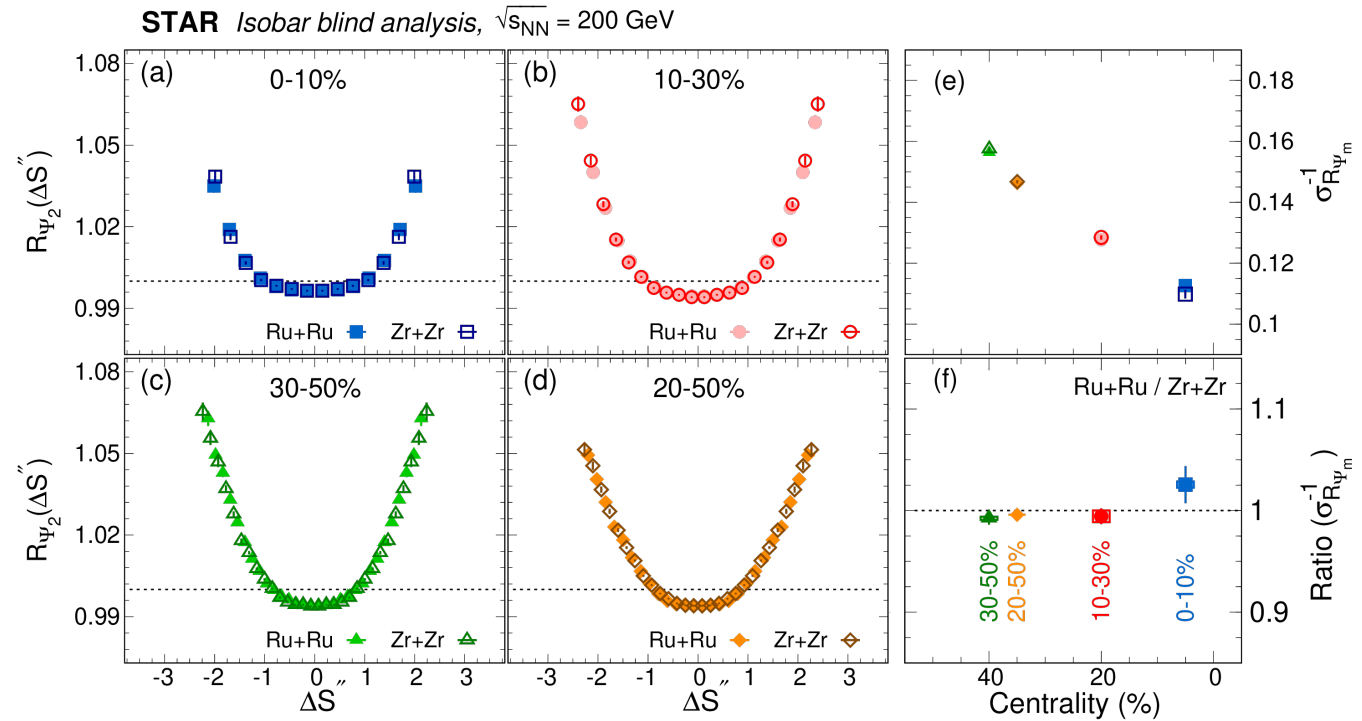 STAR Isobar blind analysis, √s_NN = 200 GeV
(a) 0-10%
1.08
1.05
1.02
0.99
R_Ψ₂(ΔS″)
Ru+Ru Zr+Zr
(b) 10-30%
Ru+Ru Zr+Zr
(c) 30-50%
1.08
1.05
1.02
0.99
R_Ψ₂(ΔS″)
Ru+Ru Zr+Zr
-3 -2 -1 0 1 2 3
ΔS″
(d) 20-50%
Ru+Ru Zr+Zr
-3 -2 -1 0 1 2 3
ΔS″
(e)
0.18
0.16
0.14
0.12
0.1
σ⁻¹_R_Ψm
(f) Ru+Ru / Zr+Zr
1.1
1
0.9
Ratio (σ⁻¹_R_Ψm)
30-50%
20-50%
10-30%
0-10%
40 20 0
Centrality (%)